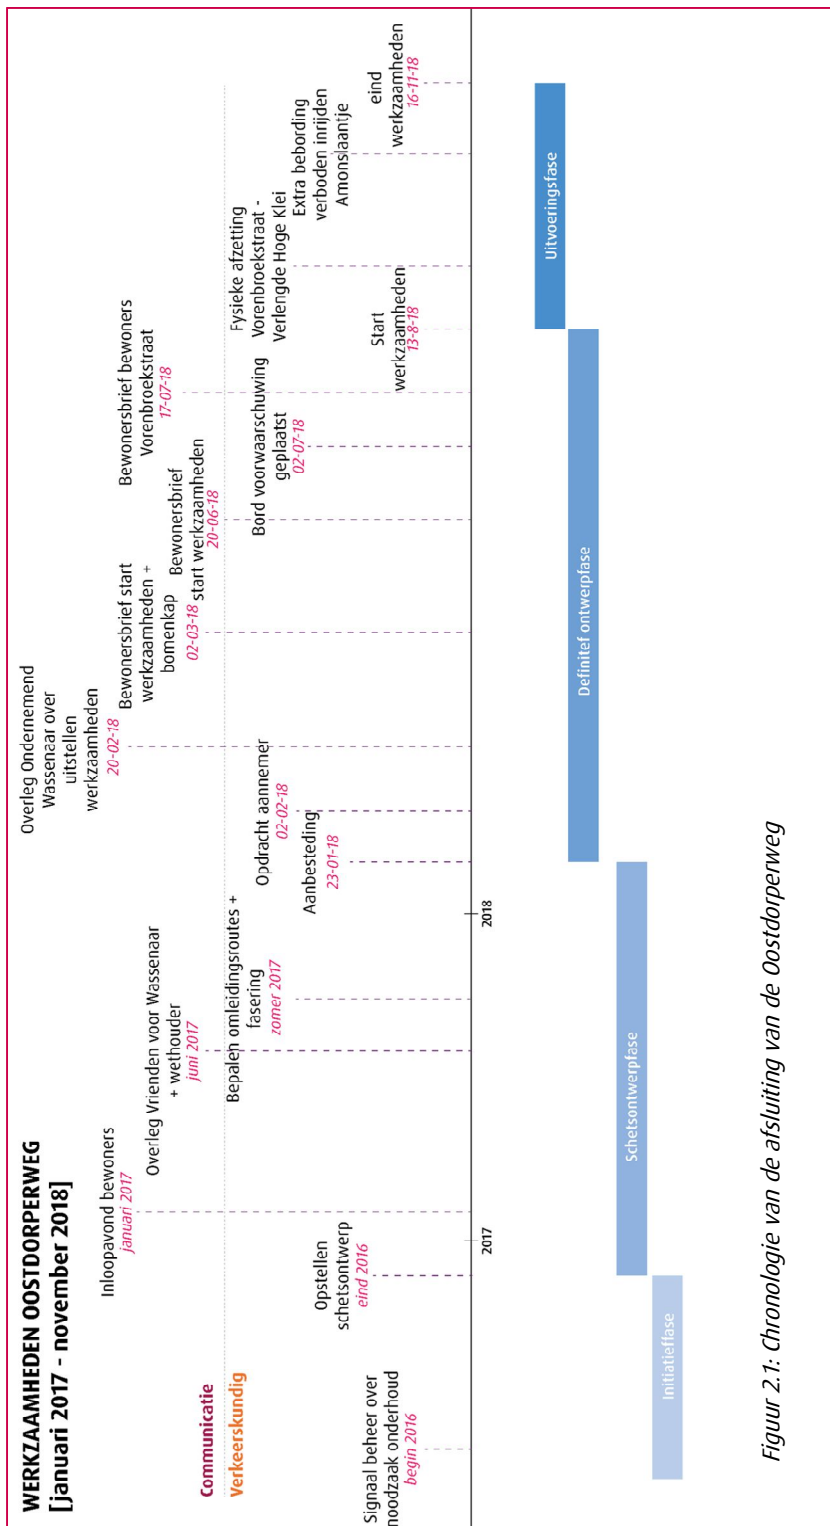 WERKZAAMHEDEN OOSTDORPERWEG
[januari 2017 - november 2018]
Communicatie
Verkeerskundig
Signaal beheer over
noodzaak onderhoud
begin 2016
Opstellen
schetsontwerp
eind 2016
Inloopavond bewoners
januari 2017
Overleg Vrienden voor Wassenaar
+ wethouder
juni 2017
Bepalen omleidingsroutes +
fasering
zomer 2017
Aanbesteding
23-01-18
Opdracht aannemer
02-02-18
Overleg Ondernemend
Wassenaar over
uitstellen
werkzaamheden
20-02-18
Bewonersbrief start
werkzaamheden +
bomenkap
02-03-18
Bewonersbrief
start werkzaamheden
20-06-18
Bord voorwaarschuwing
geplaatst
02-07-18
Bewonersbrief bewoners
Vorenbroekstraat
17-07-18
Start
werkzaamheden
13-8-18
Fysieke afzetting
Vorenbroekstraat -
Verlengde Hoge Klei
Extra bebording
verboden inrijden
Amonslaantje
eind
werkzaamheden
16-11-18
2017
2018
Initiatieffase
Schetsontwerpfase
Definitef ontwerpfase
Uitvoeringsfase
Figuur 2.1: Chronologie van de afsluiting van de Oostdorperweg